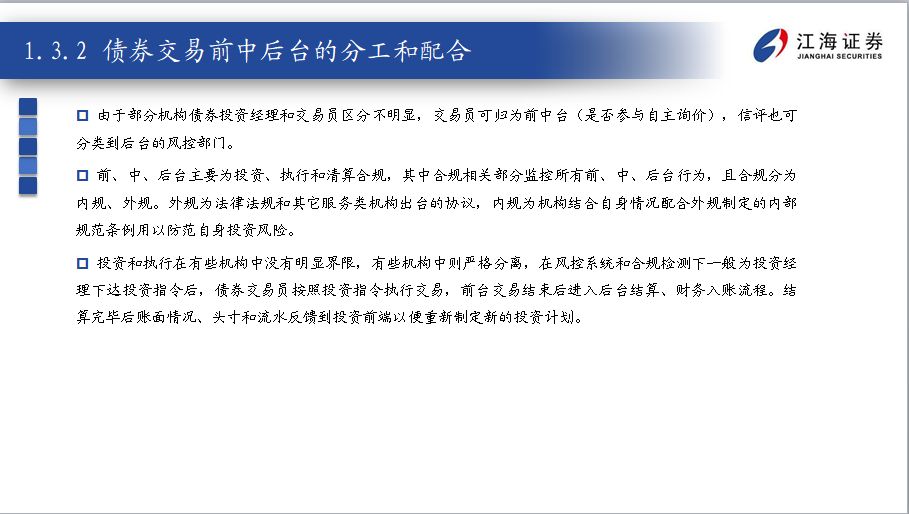 1.3.2 债券交易前中后台的分工和配合
江海证券
JIANGHAI SECURITIES
由于部分机构债券投资经理和交易员区分不明显，交易员可归为前中台（是否参与自主询价），信评也可
分类到后台的风控部门。
前、中、后台主要为投资、执行和清算合规，其中合规相关部分监控所有前、中、后台行为，且合规分为
内规、外规。外规为法律法规和其它服务类机构出台的协议，内规为机构结合自身情况配合外规制定的内部
规范条例用以防范自身投资风险。
投资和执行在有些机构中没有明显界限，有些机构中则严格分离，在风控系统和合规检测下一般为投资经
理下达投资指令后，债券交易员按照投资指令执行交易，前台交易结束后进入后台结算、财务入账流程。结
算完毕后账面情况、头寸和流水反馈到投资前端以便重新制定新的投资计划。